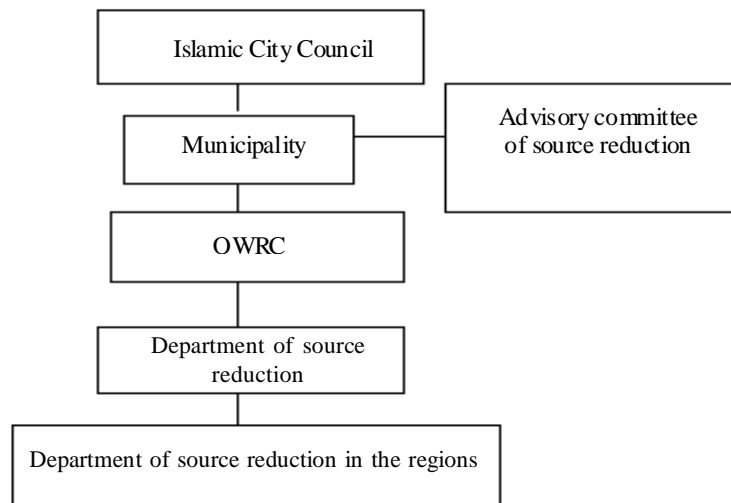 Islamic City Council
Municipality
Advisory committee
of source reduction
OWRC
Department of source
reduction
Department of source reduction in the regions